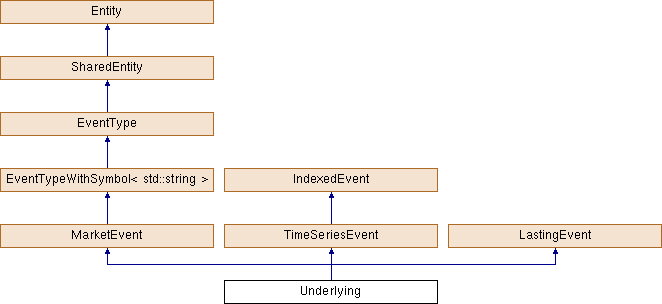 Entity
SharedEntity
EventType
EventTypeWithSymbol< std::string >
IndexedEvent
MarketEvent
TimeSeriesEvent
LastingEvent
Underlying